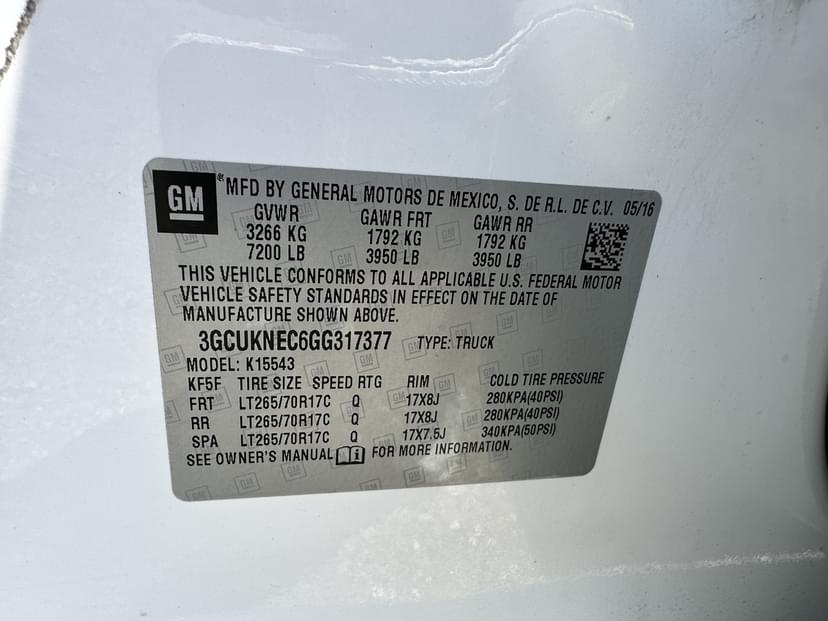 GM ® MFD BY GENERAL MOTORS DE MEXICO, S. DE R.L. DE C.V. 05/16
GVWR GAWR FRT GAWR RR
3266 KG 1792 KG 1792 KG
7200 LB 3950 LB 3950 LB
THIS VEHICLE CONFORMS TO ALL APPLICABLE U.S. FEDERAL MOTOR
VEHICLE SAFETY STANDARDS IN EFFECT ON THE DATE OF
MANUFACTURE SHOWN ABOVE.
3GCUKNEC6GG317377 TYPE: TRUCK
MODEL: K15543
KF5F TIRE SIZE SPEED RTG RIM COLD TIRE PRESSURE
FRT LT265/70R17C Q 17X8J 280KPA(40PSI)
RR LT265/70R17C Q 17X8J 280KPA(40PSI)
SPA LT265/70R17C Q 17X7.5J 340KPA(50PSI)
SEE OWNER'S MANUAL i FOR MORE INFORMATION.